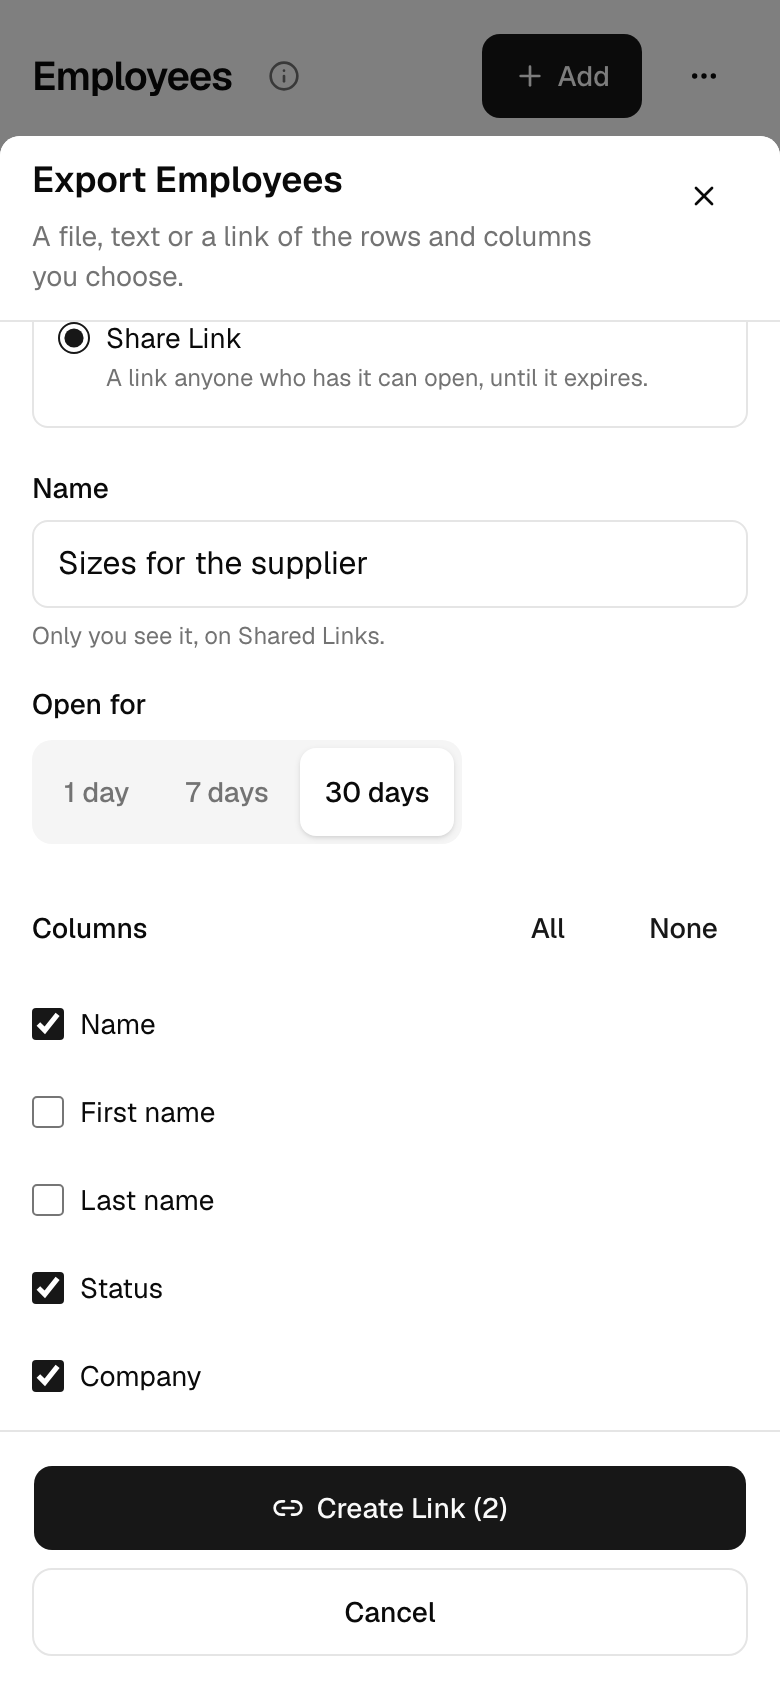 Employees
+ Add
Export Employees
A file, text or a link of the rows and columns
you choose.
Share Link
A link anyone who has it can open, until it expires.
Name
Sizes for the supplier
Only you see it, on Shared Links.
Open for
1 day 7 days 30 days
Columns All None
Name
First name
Last name
Status
Company
Create Link (2)
Cancel